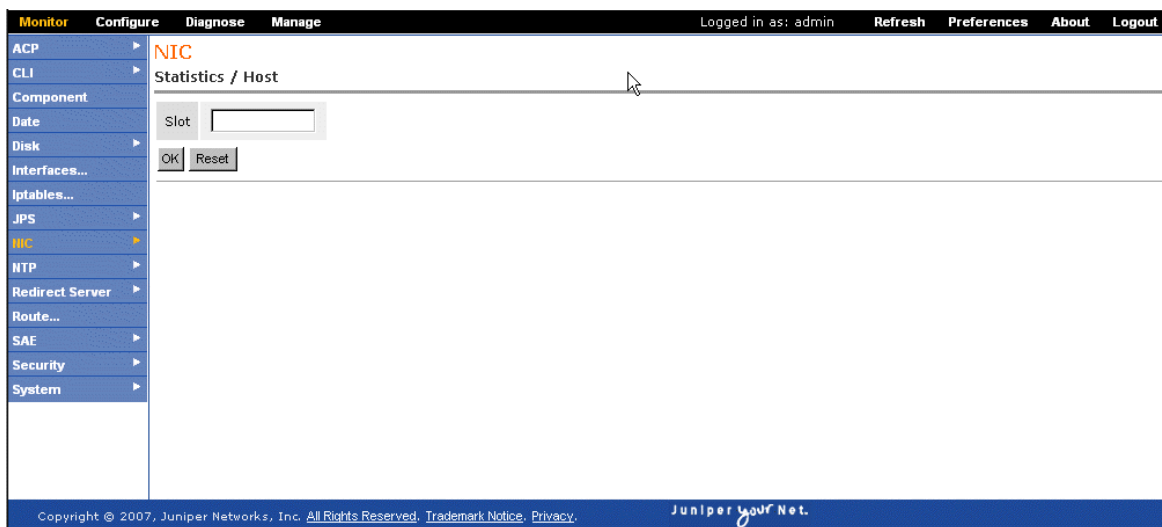 Monitor Configure Diagnose Manage Logged in as: admin Refresh Preferences About Logout
ACP
CLI
Component
Date
Disk
Interfaces...
Iptables...
JPS
NIC
NTP
Redirect Server
Route...
SAE
Security
System
NIC
Statistics / Host
Slot
OK Reset
Copyright © 2007, Juniper Networks, Inc. All Rights Reserved. Trademark Notice. Privacy.
Juniper your Net.